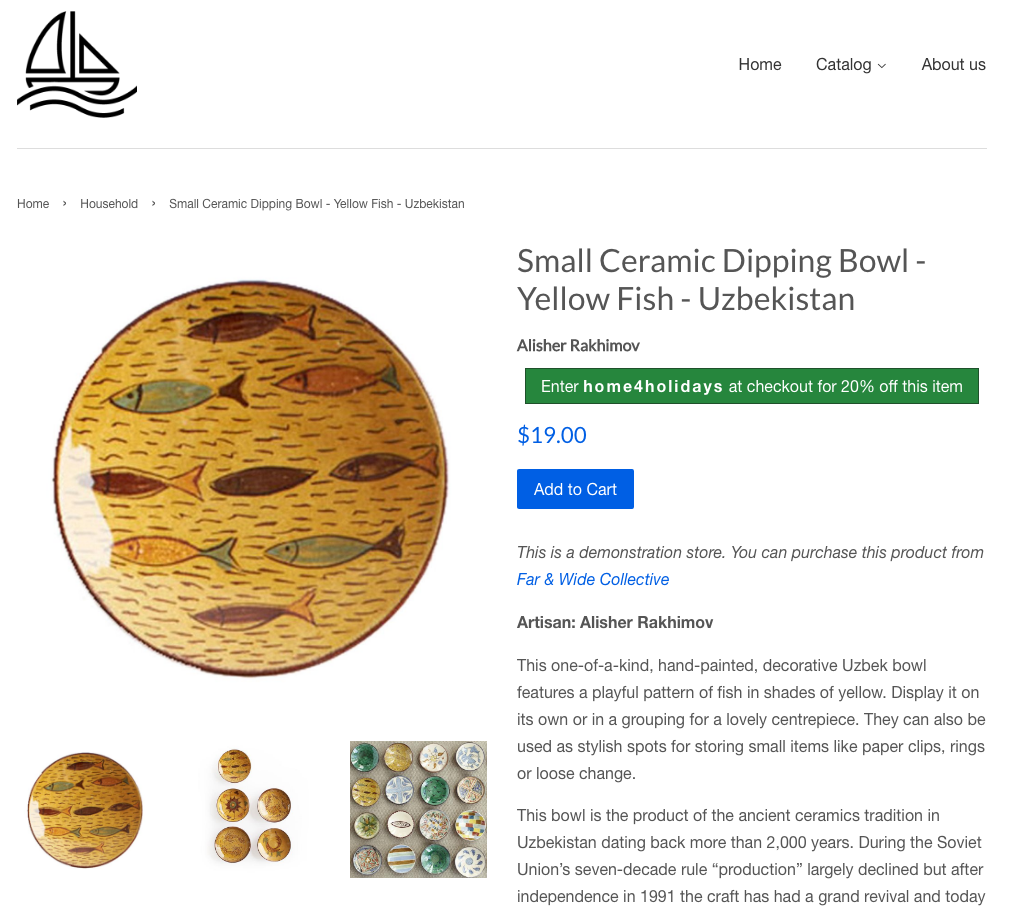 Home Catalog About us
Home › Household › Small Ceramic Dipping Bowl - Yellow Fish - Uzbekistan
Small Ceramic Dipping Bowl -
Yellow Fish - Uzbekistan
Alisher Rakhimov
Enter home4holidays at checkout for 20% off this item
$19.00
Add to Cart
This is a demonstration store. You can purchase this product from
Far & Wide Collective
Artisan: Alisher Rakhimov
This one-of-a-kind, hand-painted, decorative Uzbek bowl
features a playful pattern of fish in shades of yellow. Display it on
its own or in a grouping for a lovely centrepiece. They can also be
used as stylish spots for storing small items like paper clips, rings
or loose change.
This bowl is the product of the ancient ceramics tradition in
Uzbekistan dating back more than 2,000 years. During the Soviet
Union’s seven-decade rule “production” largely declined but after
independence in 1991 the craft has had a grand revival and today